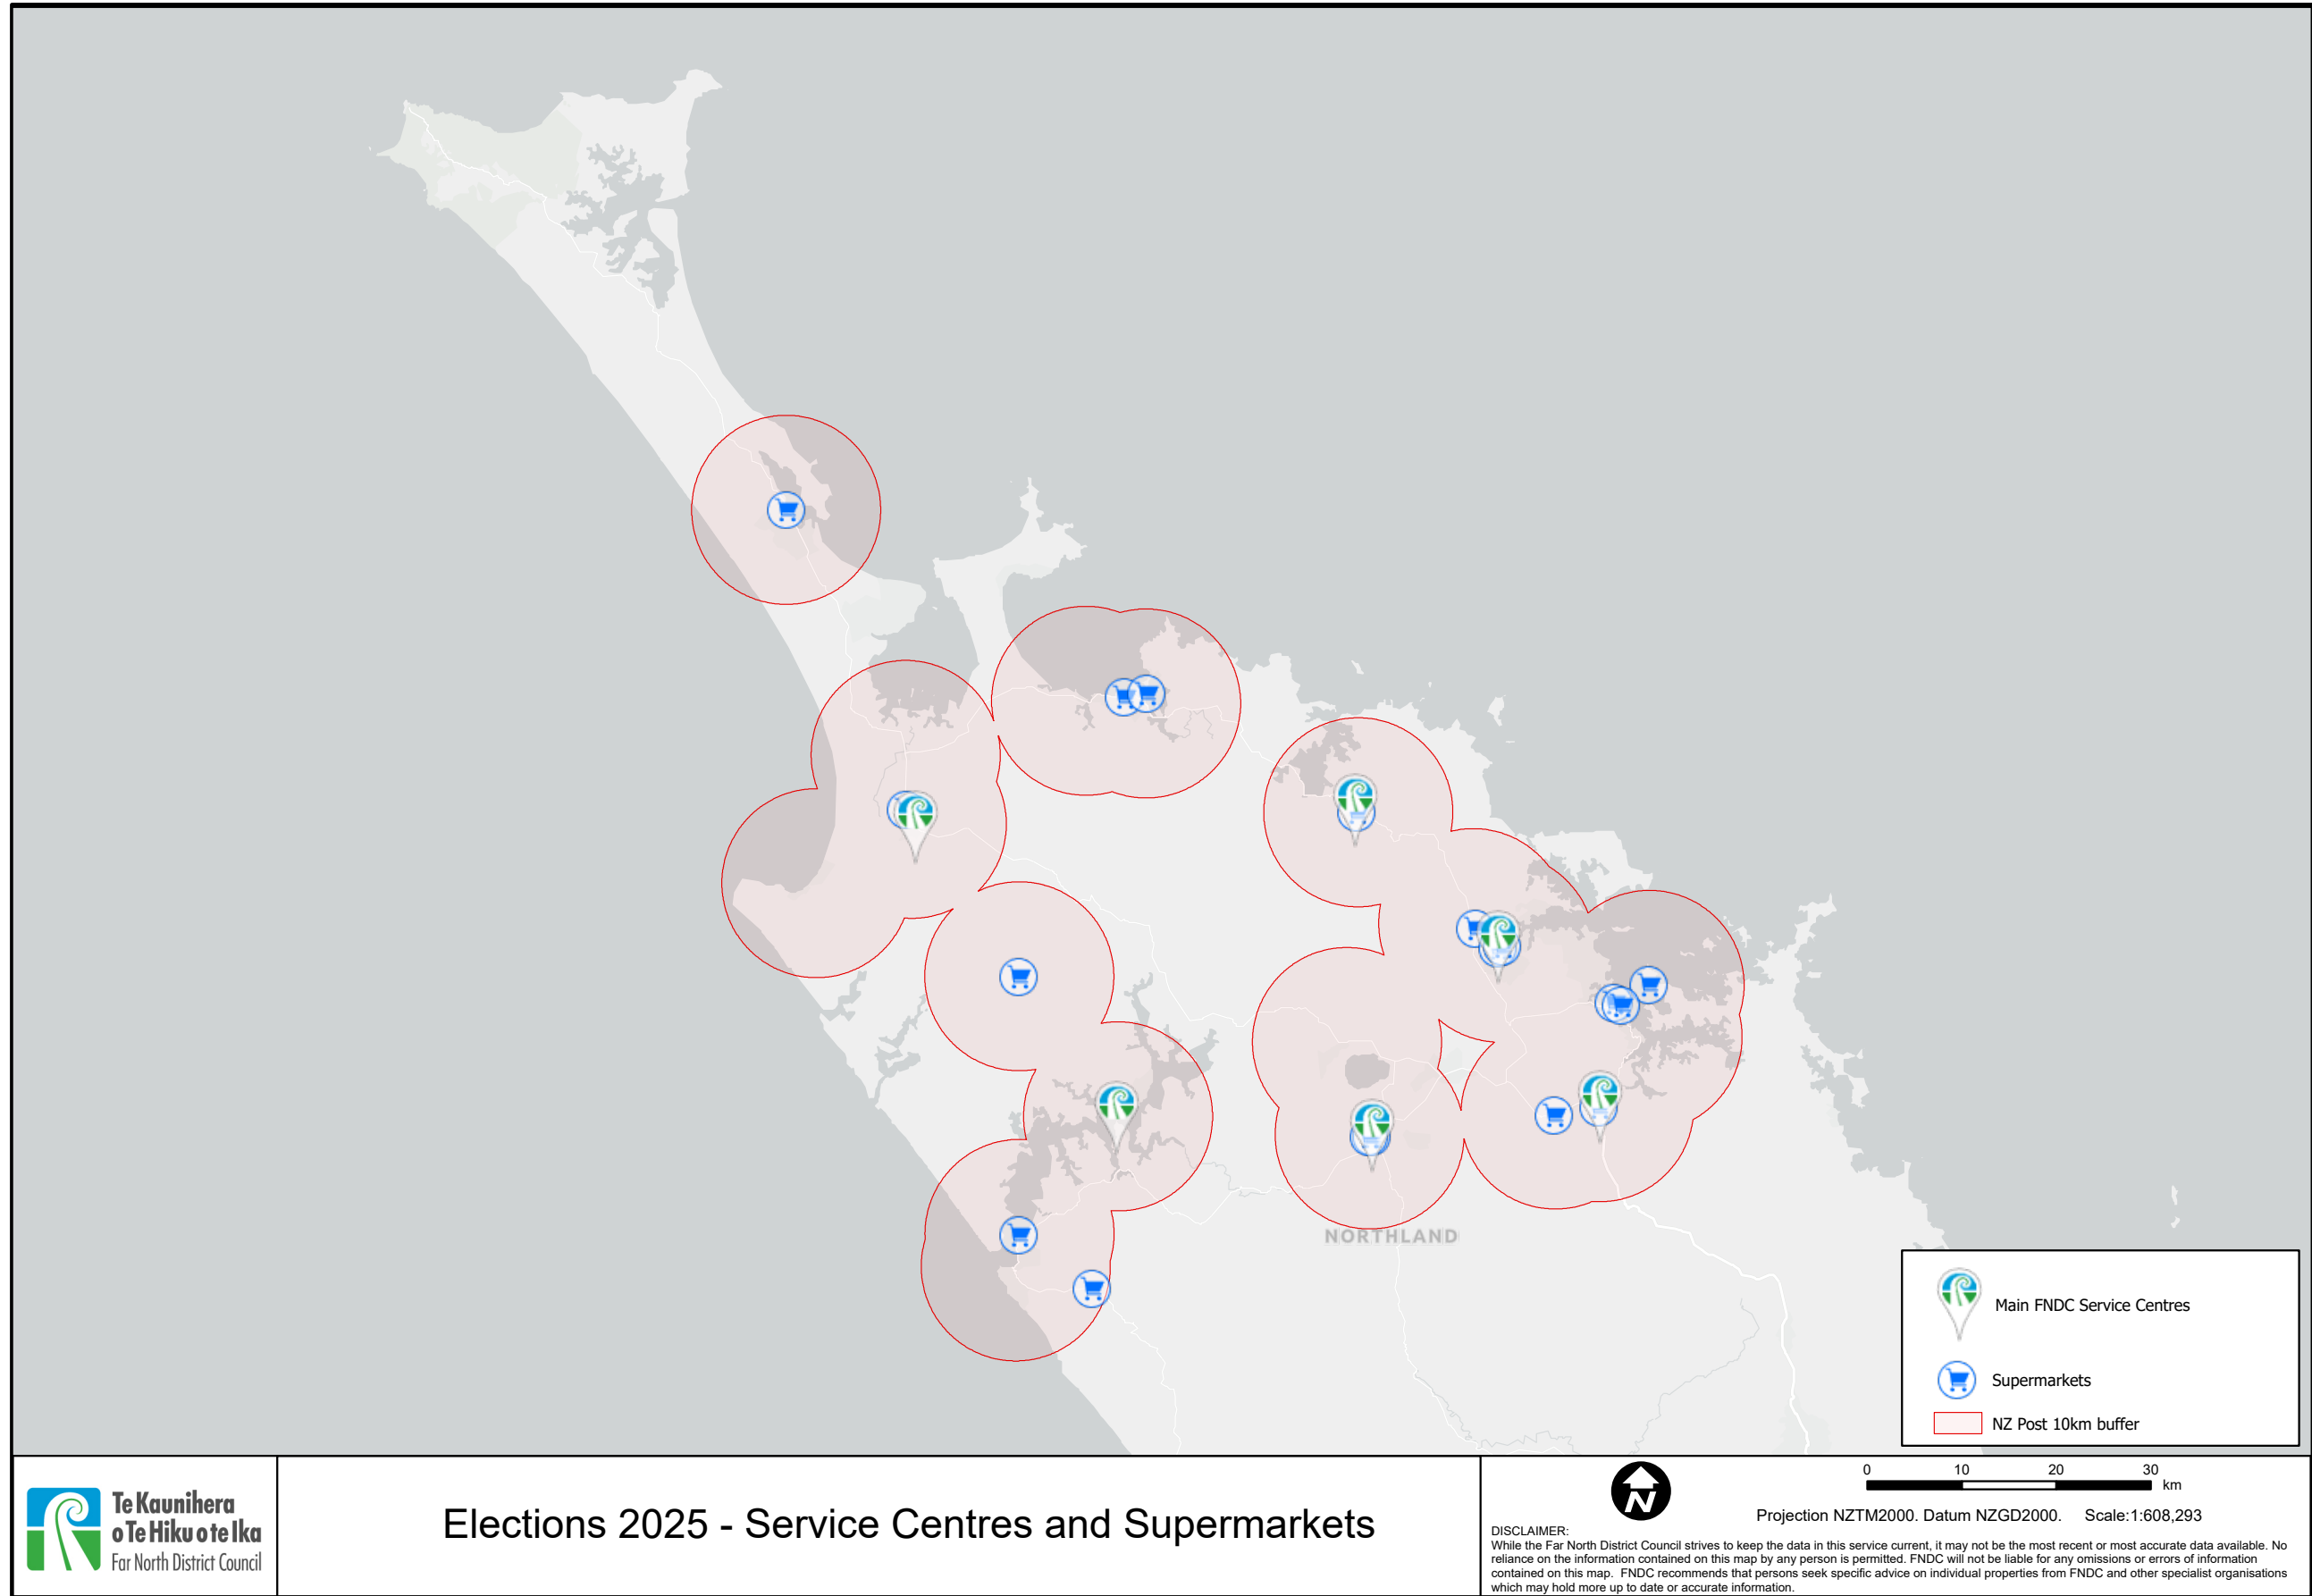 NORTHLAND
Main FNDC Service Centres
Supermarkets
NZ Post 10km buffer
Te Kaunihera
o Te Hiku o te Ika
Far North District Council
Elections 2025 - Service Centres and Supermarkets
N
0 10 20 30
km
Projection NZTM2000. Datum NZGD2000. Scale:1:608,293
DISCLAIMER:
While the Far North District Council strives to keep the data in this service current, it may not be the most recent or most accurate data available. No
reliance on the information contained on this map by any person is permitted. FNDC will not be liable for any omissions or errors of information
contained on this map. FNDC recommends that persons seek specific advice on individual properties from FNDC and other specialist organisations
which may hold more up to date or accurate information.